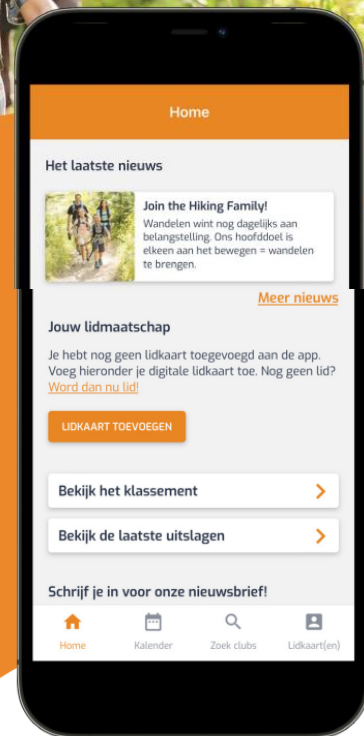 Home
Het laatste nieuws
Join the Hiking Family!
Wandelen wint nog dagelijks aan
belangstelling. Ons hoofddoel is
elkeen aan het bewegen = wandelen
te brengen.
Meer nieuws
Jouw lidmaatschap
Je hebt nog geen lidkaart toegevoegd aan de app.
Voeg hieronder je digitale lidkaart toe. Nog geen lid?
Word dan nu lid!
LIDKAART TOEVOEGEN
Bekijk het klassement
Bekijk de laatste uitslagen
Schrijf je in voor onze nieuwsbrief!
Home Kalender Zoek clubs Lidkaart(en)